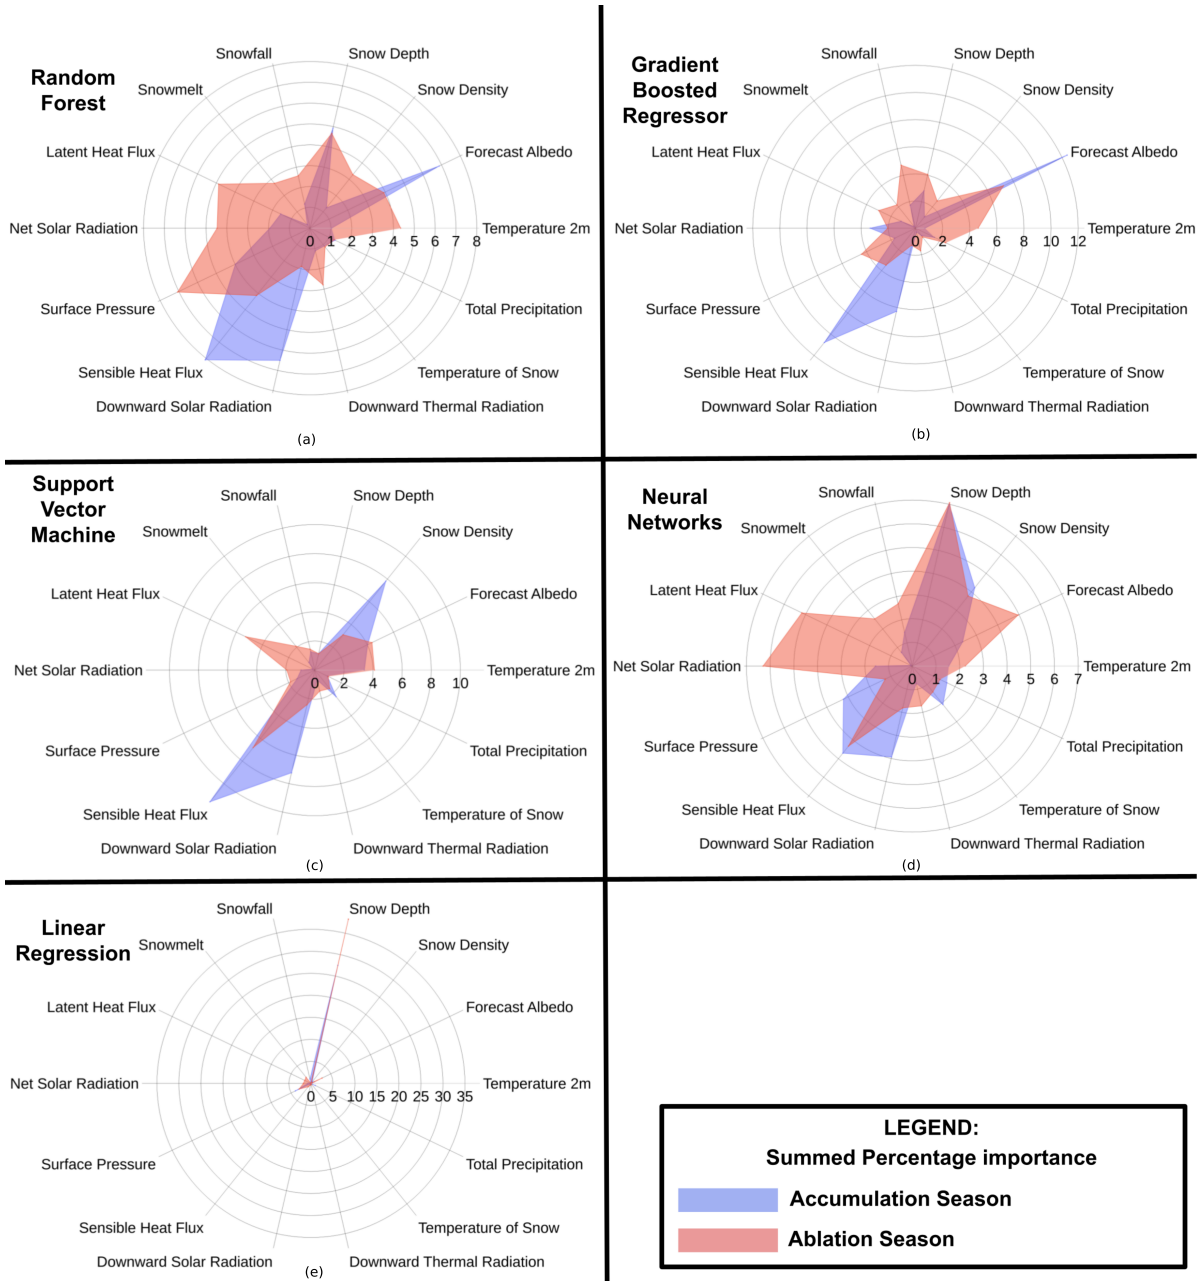 Random
Forest
Snowfall
Snow Depth
Snowmelt
Snow Density
Latent Heat Flux
Forecast Albedo
Net Solar Radiation
Temperature 2m
0 1 2 3 4 5 6 7 8
Surface Pressure
Total Precipitation
Sensible Heat Flux
Temperature of Snow
Downward Solar Radiation
Downward Thermal Radiation
(a)
Gradient
Boosted
Regressor
Snowfall
Snow Depth
Snowmelt
Snow Density
Latent Heat Flux
Forecast Albedo
Net Solar Radiation
Temperature 2m
0 2 4 6 8 10 12
Surface Pressure
Total Precipitation
Sensible Heat Flux
Temperature of Snow
Downward Solar Radiation
Downward Thermal Radiation
(b)
Support
Vector
Machine
Snowfall
Snow Depth
Snowmelt
Snow Density
Latent Heat Flux
Forecast Albedo
Net Solar Radiation
Temperature 2m
0 2 4 6 8 10
Surface Pressure
Total Precipitation
Sensible Heat Flux
Temperature of Snow
Downward Solar Radiation
Downward Thermal Radiation
(c)
Neural
Networks
Snowfall
Snow Depth
Snowmelt
Snow Density
Latent Heat Flux
Forecast Albedo
Net Solar Radiation
Temperature 2m
0 1 2 3 4 5 6 7
Surface Pressure
Total Precipitation
Sensible Heat Flux
Temperature of Snow
Downward Solar Radiation
Downward Thermal Radiation
(d)
Linear
Regression
Snowfall
Snow Depth
Snowmelt
Snow Density
Latent Heat Flux
Forecast Albedo
Net Solar Radiation
Temperature 2m
0 5 10 15 20 25 30 35
Surface Pressure
Total Precipitation
Sensible Heat Flux
Temperature of Snow
Downward Solar Radiation
Downward Thermal Radiation
(e)
LEGEND:
Summed Percentage importance
Accumulation Season
Ablation Season